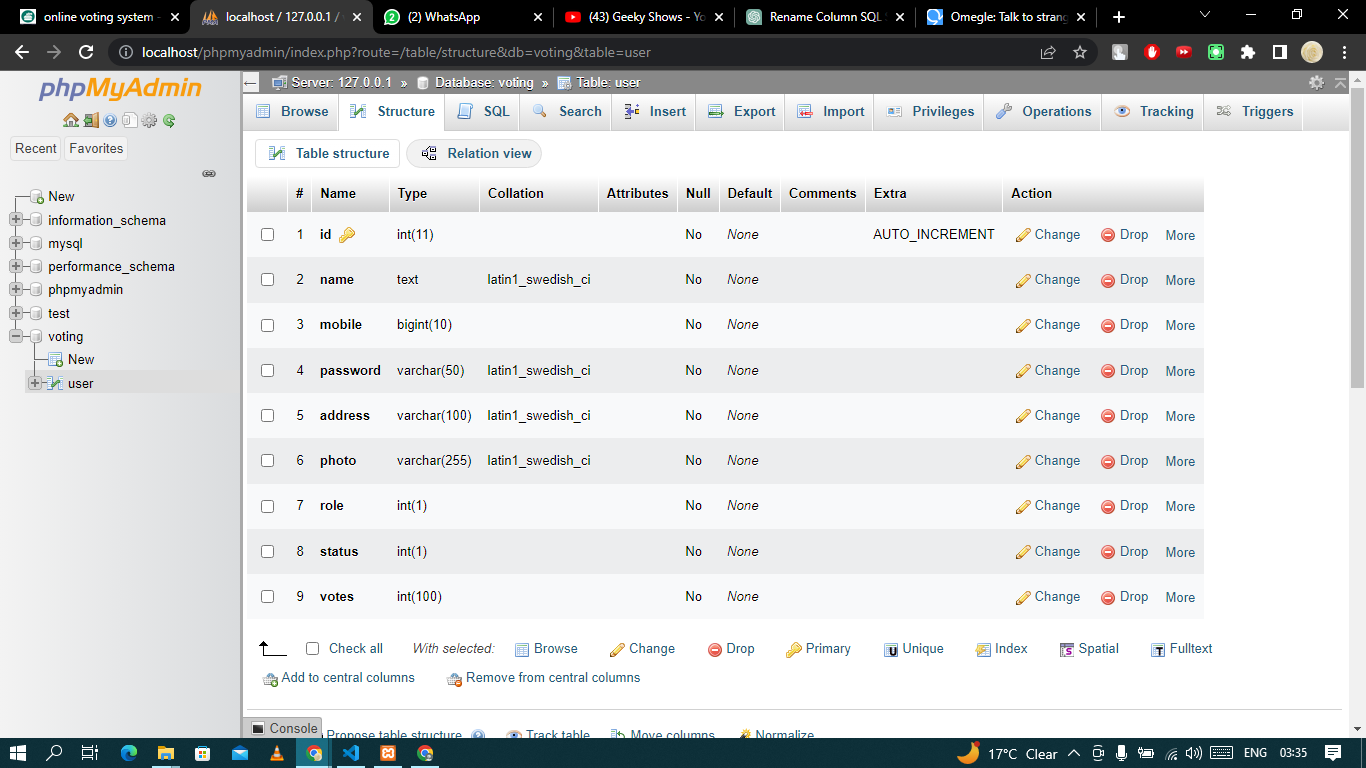 online voting system -
localhost / 127.0.0.1 /
(2) WhatsApp
(43) Geeky Shows - Yo
Rename Column SQL
Omegle: Talk to strang
localhost/phpmyadmin/index.php?route=/table/structure&db=voting&table=user
phpMyAdmin
Recent Favorites
New
information_schema
mysql
performance_schema
phpmyadmin
test
voting
New
user
Server: 127.0.0.1 » Database: voting » Table: user
Browse Structure SQL Search Insert Export Import Privileges Operations Tracking Triggers
Table structure Relation view
# Name Type Collation Attributes Null Default Comments Extra Action
1 id int(11) No None AUTO_INCREMENT Change Drop More
2 name text latin1_swedish_ci No None Change Drop More
3 mobile bigint(10) No None Change Drop More
4 password varchar(50) latin1_swedish_ci No None Change Drop More
5 address varchar(100) latin1_swedish_ci No None Change Drop More
6 photo varchar(255) latin1_swedish_ci No None Change Drop More
7 role int(1) No None Change Drop More
8 status int(1) No None Change Drop More
9 votes int(100) No None Change Drop More
Check all With selected: Browse Change Drop Primary Unique Index Spatial Fulltext
Add to central columns Remove from central columns
Console
Propose table structure Track table Move columns Normalize
17°C Clear ENG 03:35